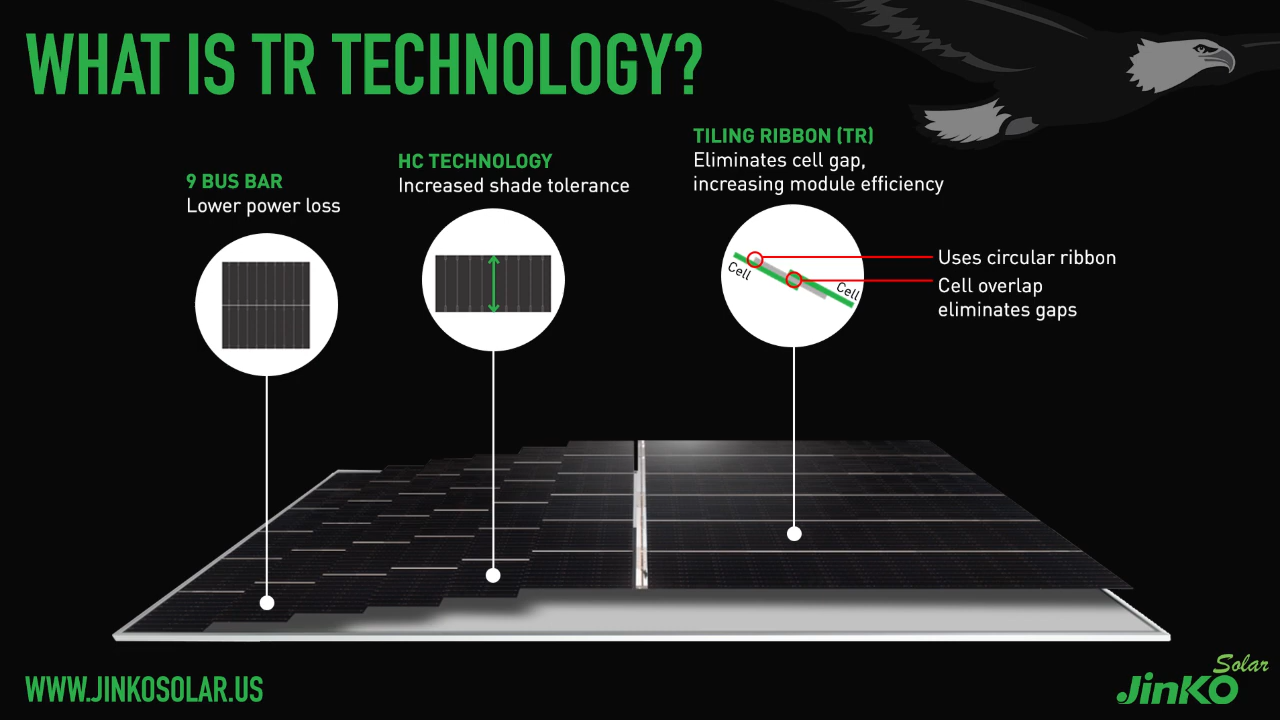 WHAT IS TR TECHNOLOGY?
9 BUS BAR
Lower power loss
HC TECHNOLOGY
Increased shade tolerance
TILING RIBBON (TR)
Eliminates cell gap,
increasing module efficiency
Cell
Cell
Uses circular ribbon
Cell overlap
eliminates gaps
WWW.JINKOSOLAR.US
Solar
JinKO